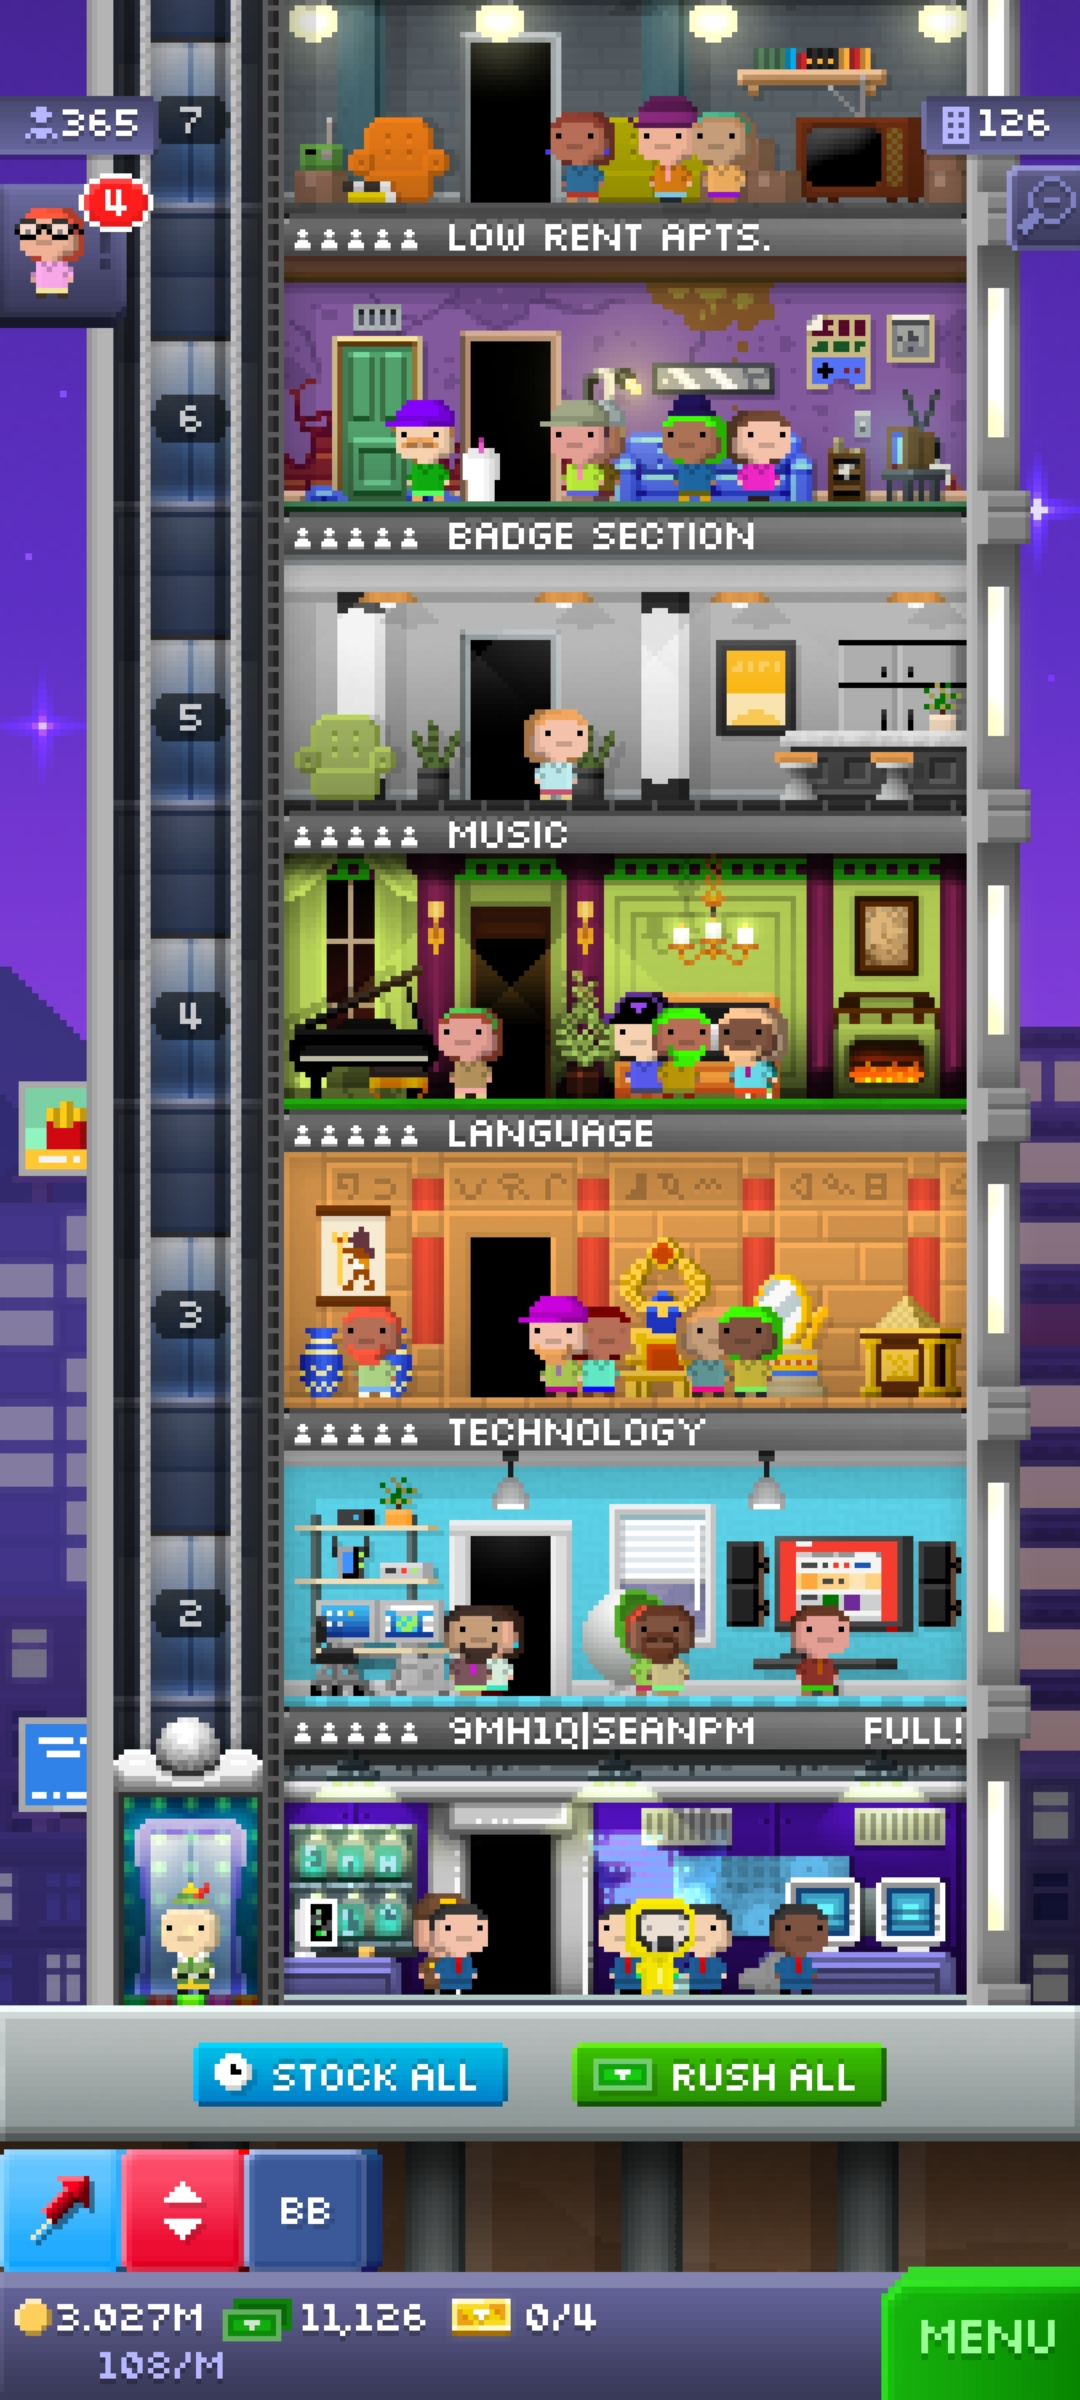 7
365
126
4
LOW RENT APTS.
6
BADGE SECTION
5
MUSIC
4
LANGUAGE
3
TECHNOLOGY
2
9MH1Q|SEANPM FULL!
STOCK ALL
RUSH ALL
BB
3.027M 11,126 0/4
108/M
MENU